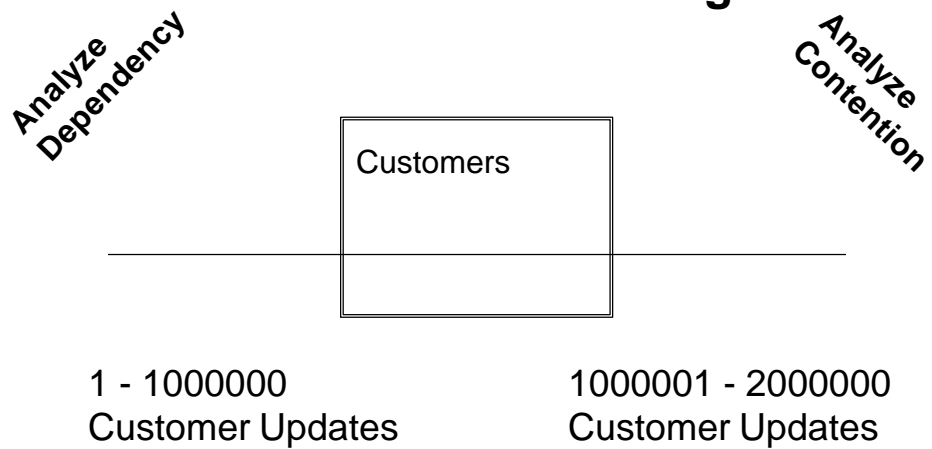 Analyze
Dependency
Analyze
Contention
Customers
1 - 1000000
Customer Updates
1000001 - 2000000
Customer Updates